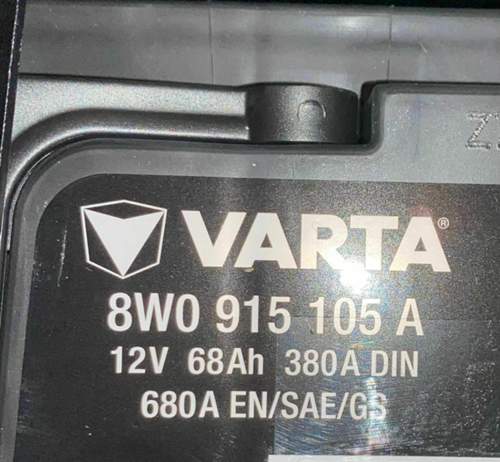 VARTA®
8W0 915 105 A
12V 68Ah 380A DIN
680A EN/SAE/GS